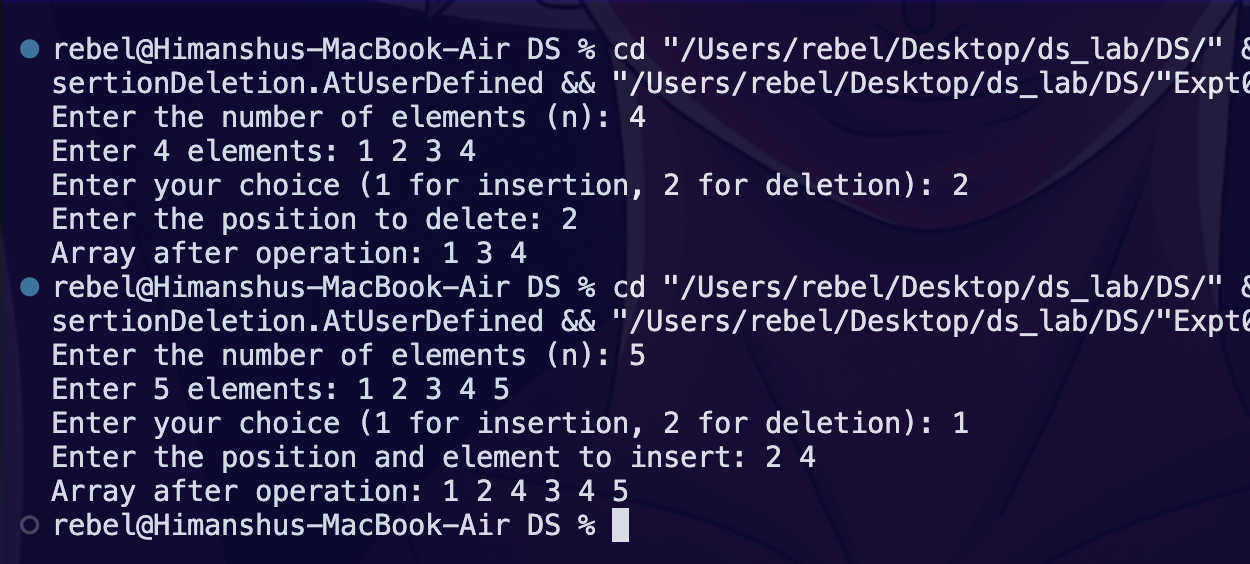 rebel@Himanshus-MacBook-Air DS % cd "/Users/rebel/Desktop/ds_lab/DS/" &
sertionDeletion.AtUserDefined && "/Users/rebel/Desktop/ds_lab/DS/"Expt0
Enter the number of elements (n): 4
Enter 4 elements: 1 2 3 4
Enter your choice (1 for insertion, 2 for deletion): 2
Enter the position to delete: 2
Array after operation: 1 3 4
rebel@Himanshus-MacBook-Air DS % cd "/Users/rebel/Desktop/ds_lab/DS/" &
sertionDeletion.AtUserDefined && "/Users/rebel/Desktop/ds_lab/DS/"Expt0
Enter the number of elements (n): 5
Enter 5 elements: 1 2 3 4 5
Enter your choice (1 for insertion, 2 for deletion): 1
Enter the position and element to insert: 2 4
Array after operation: 1 2 4 3 4 5
rebel@Himanshus-MacBook-Air DS %